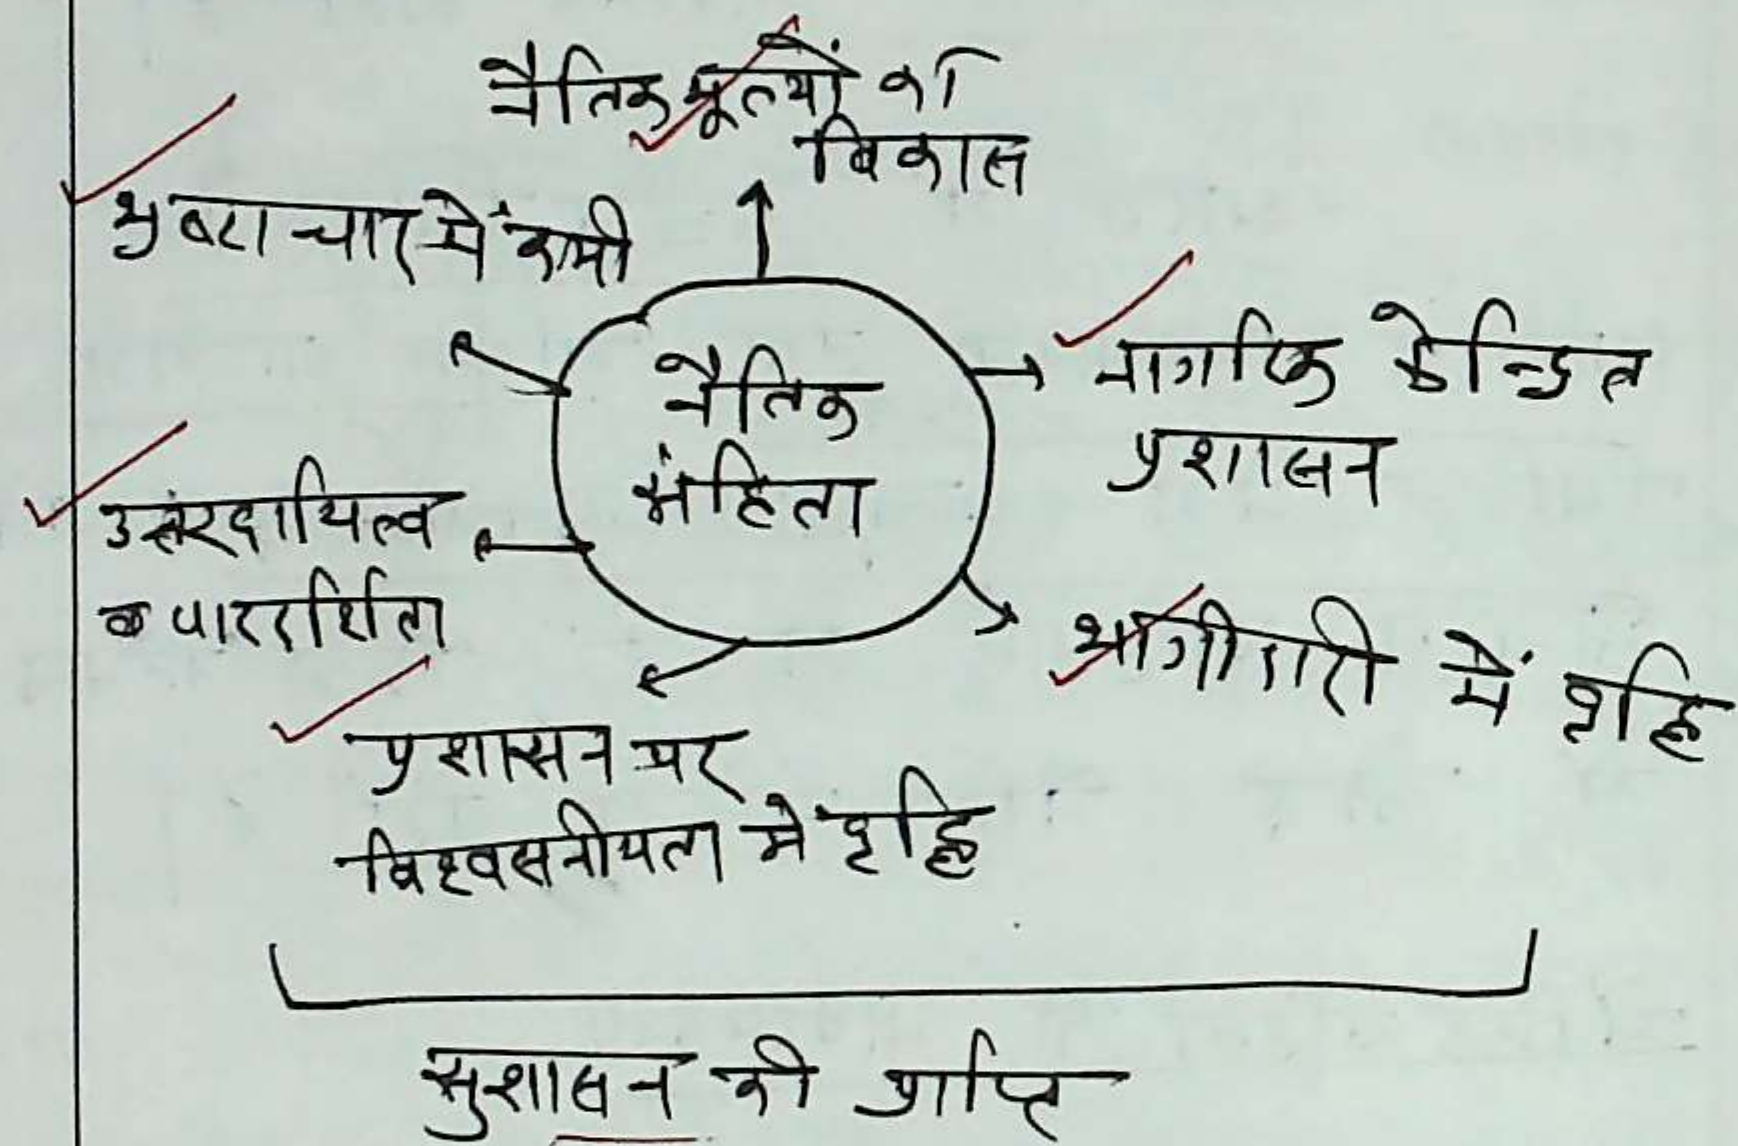 नैतिक मूल्यों का
विकास
भ्रष्टाचार में कमी
नैतिक
संहिता
नागरिक केन्द्रित
प्रशासन
उत्तरदायित्व
व पारदर्शिता
भागीदारी में वृद्धि
प्रशासन पर
विश्वसनीयता में वृद्धि
सुशासन की प्राप्ति